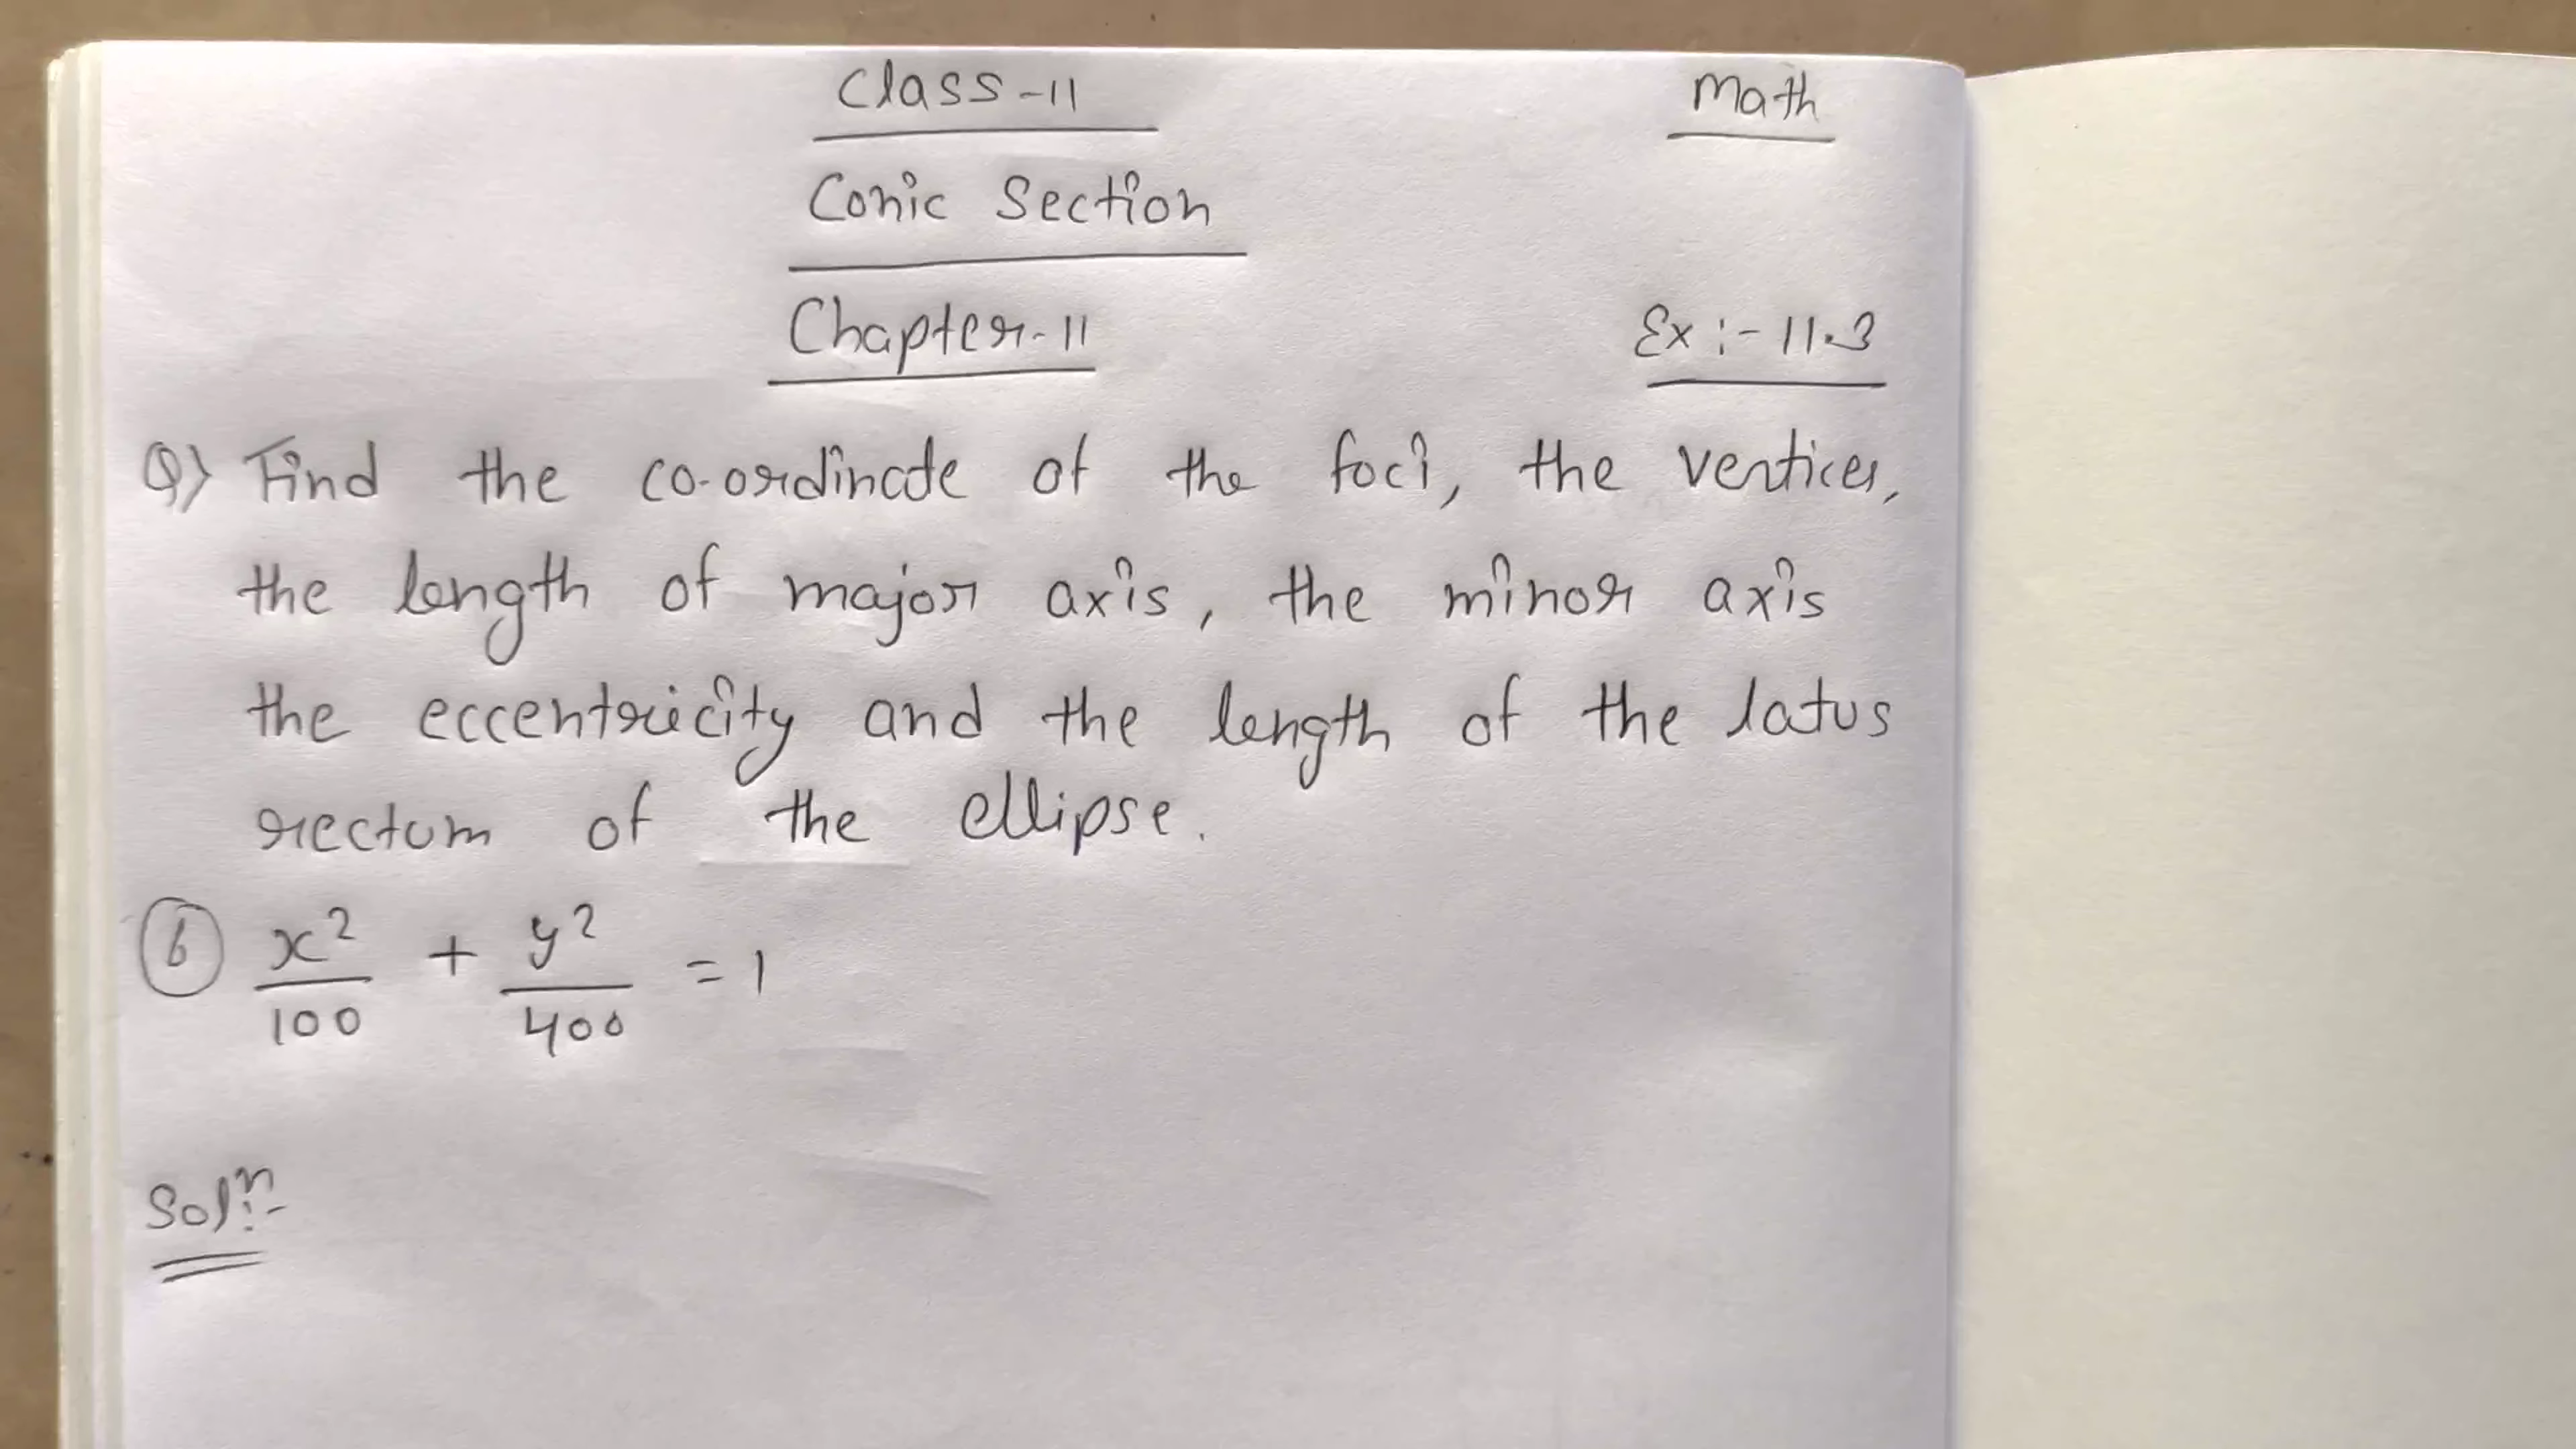 Class-11
Math
Conic Section
Chapter-11
Ex :- 11.3
Q) Find the co-ordinate of the foci, the vertices,
the length of major axis, the minor axis
the eccentricity and the length of the latus
rectum of the ellipse.
⑥ x²/100 + y²/400 = 1
Solⁿ:-